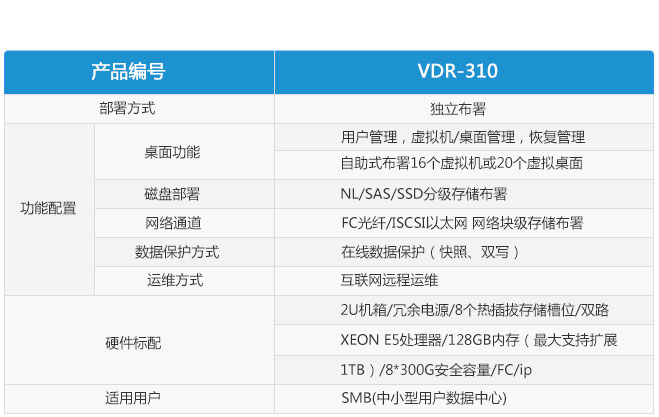 产品编号 VDR-310
部署方式 独立布署
功能配置
桌面功能
用户管理，虚拟机/桌面管理，恢复管理
自助式布署16个虚拟机或20个虚拟桌面
磁盘部署 NL/SAS/SSD分级存储布署
网络通道 FC光纤/ISCSI以太网 网络块级存储布署
数据保护方式 在线数据保护（快照、双写）
运维方式 互联网远程运维
硬件标配
2U机箱/冗余电源/8个热插拔存储槽位/双路
XEON E5处理器/128GB内存（最大支持扩展
1TB）/8*300G安全容量/FC/ip
适用用户 SMB(中小型用户数据中心)